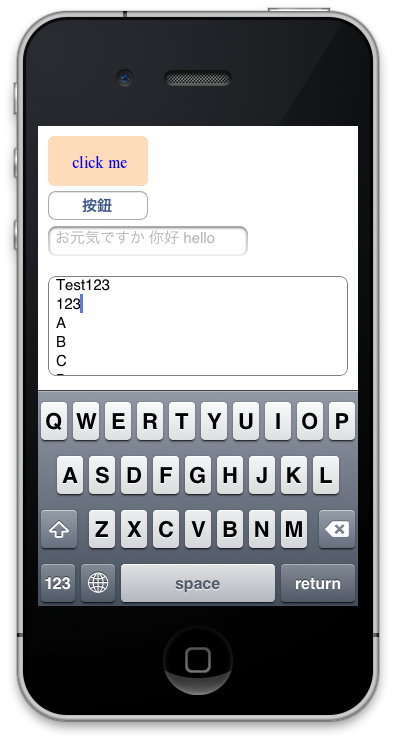 click me
按鈕
お元気ですか 你好 hello
Test123
123
A
B
C
Q W E R T Y U I O P
A S D F G H J K L
Z X C V B N M
123 space return